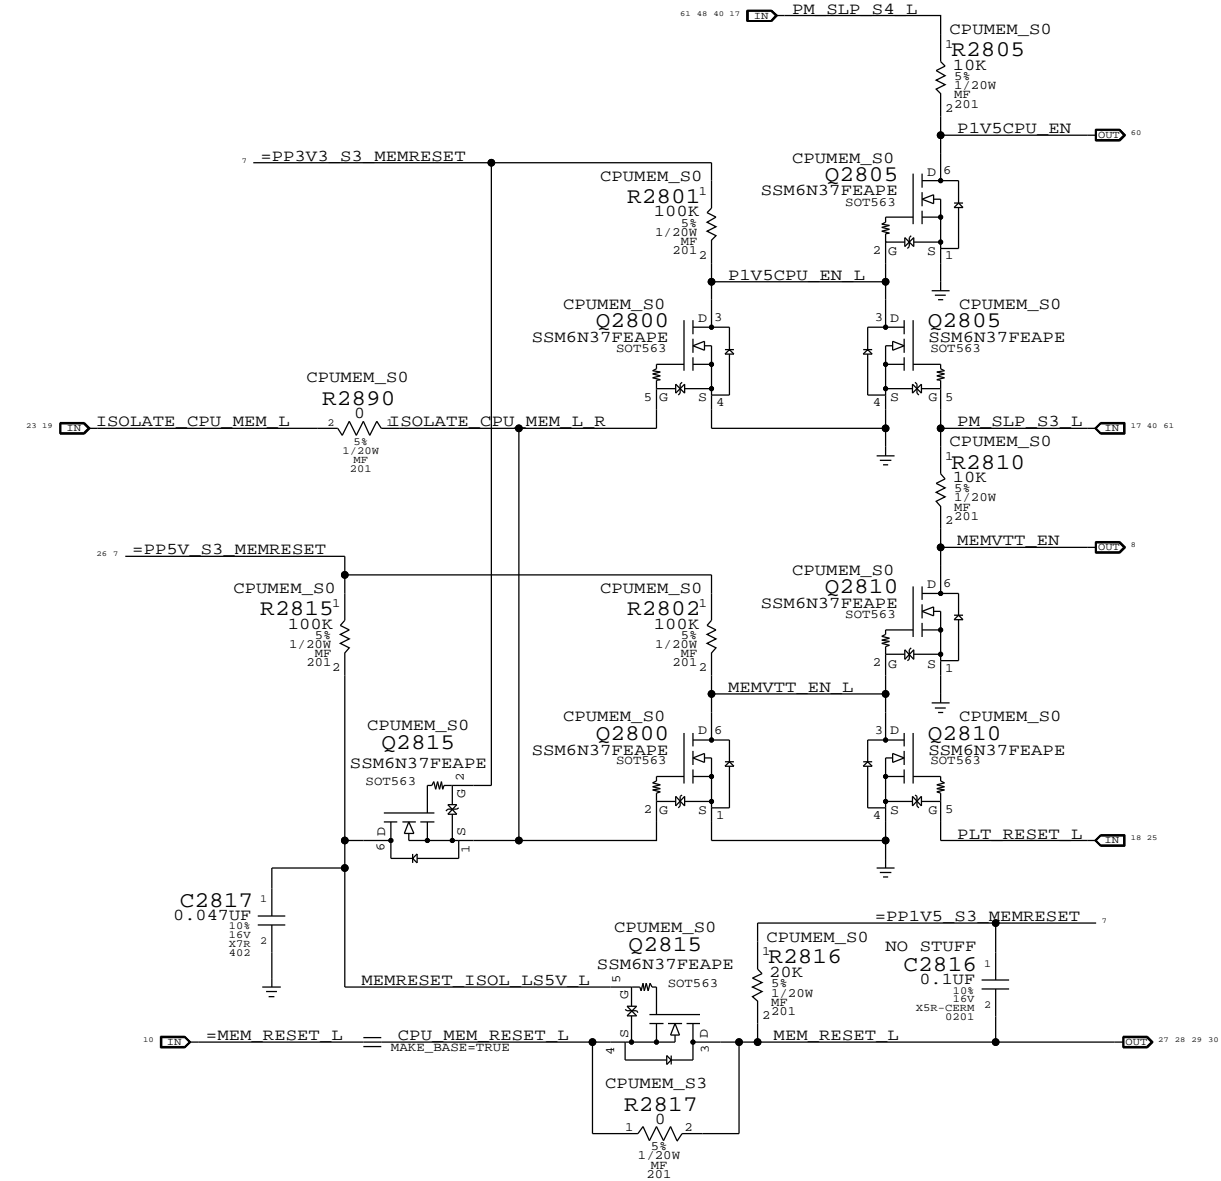 61 48 40 17 IN PM_SLP_S4_L
CPUMEM_S0
1
R2805
10K
5%
1/20W
MF
201
2
P1V5CPU_EN OUT 60
7 =PP3V3_S3_MEMRESET
CPUMEM_S0
R2801
1
100K
5%
1/20W
MF
201
2
CPUMEM_S0
Q2805
SSM6N37FEAPE
SOT563
D 6
2 G S 1
P1V5CPU_EN_L
CPUMEM_S0
Q2800
SSM6N37FEAPE
SOT563
D 3
5 G S 4
3 D
CPUMEM_S0
Q2805
SSM6N37FEAPE
SOT563
4 S G 5
CPUMEM_S0
R2890
0
23 19 IN ISOLATE_CPU_MEM_L 2 1 ISOLATE_CPU_MEM_L_R
5%
1/20W
MF
201
PM_SLP_S3_L IN 17 40 61
CPUMEM_S0
1
R2810
10K
5%
1/20W
MF
201
2
MEMVTT_EN OUT 8
26 7 =PP5V_S3_MEMRESET
CPUMEM_S0
R2815
1
100K
5%
1/20W
MF
201
2
CPUMEM_S0
R2802
1
100K
5%
1/20W
MF
201
2
CPUMEM_S0
Q2810
SSM6N37FEAPE
SOT563
D 6
2 G S 1
MEMVTT_EN_L
CPUMEM_S0
Q2815
SSM6N37FEAPE
SOT563
G 2
6 D S 1
CPUMEM_S0
Q2800
SSM6N37FEAPE
SOT563
D 6
2 G S 1
3 D
CPUMEM_S0
Q2810
SSM6N37FEAPE
SOT563
4 S G 5
PLT_RESET_L IN 18 25
C2817
1
0.047UF
10%
16V
X7R
402
2
MEMRESET_ISOL_LS5V_L
CPUMEM_S0
Q2815
SSM6N37FEAPE
SOT563
5 G
4 S D 3
=PP1V5_S3_MEMRESET 7
CPUMEM_S0
1
R2816
20K
5%
1/20W
MF
201
2
NO STUFF
C2816
1
0.1UF
10%
16V
X5R-CERM
0201
2
10 IN =MEM_RESET_L CPU_MEM_RESET_L
MAKE_BASE=TRUE
MEM_RESET_L OUT 27 28 29 30
CPUMEM_S3
R2817
1 0 2
5%
1/20W
MF
201